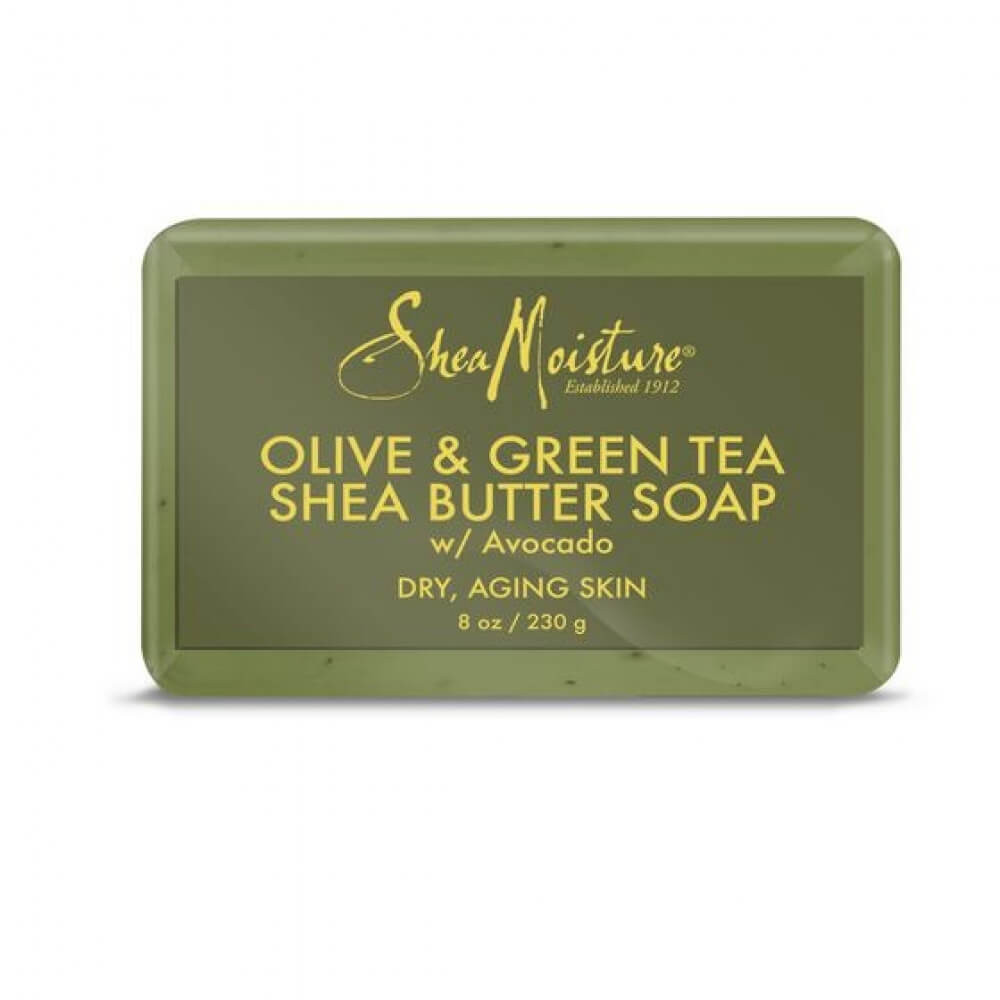 SheaMoisture®
Established 1912
OLIVE & GREEN TEA
SHEA BUTTER SOAP
w/ Avocado
DRY, AGING SKIN
8 oz / 230 g